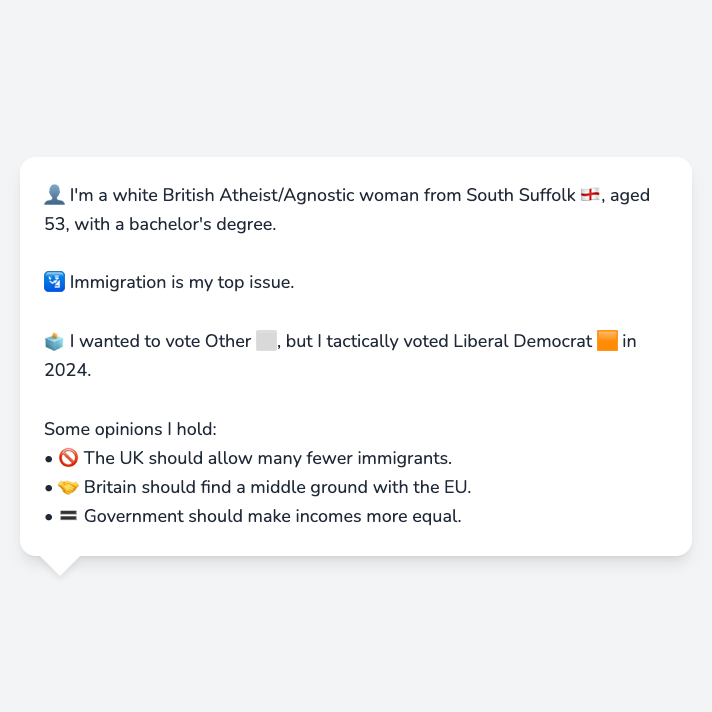 👤 I'm a white British Atheist/Agnostic woman from South Suffolk 🏴󠁧󠁢󠁥󠁮󠁧󠁿, aged
53, with a bachelor's degree.
🛂 Immigration is my top issue.
🗳️ I wanted to vote Other ⬜, but I tactically voted Liberal Democrat 🟧 in
2024.
Some opinions I hold:
• 🚫 The UK should allow many fewer immigrants.
• 🤝 Britain should find a middle ground with the EU.
• 🟰 Government should make incomes more equal.